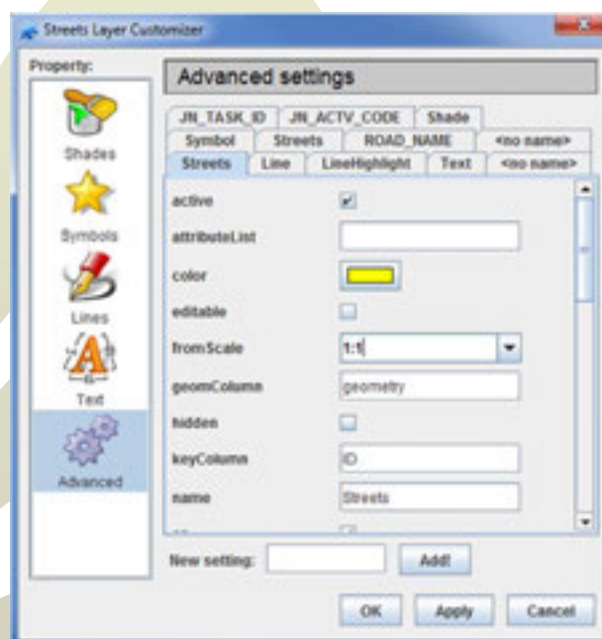 Streets Layer Customizer
Property:
Shades
Symbols
Lines
Text
Advanced
Advanced settings
JN_TASK_ID JN_ACTV_CODE Shade
Symbol Streets ROAD_NAME <no name>
Streets Line LineHighlight Text <no name>
active
attributeList
color
editable
fromScale 1:1
geomColumn geometry
hidden
keyColumn ID
name Streets
New setting: Add!
OK Apply Cancel